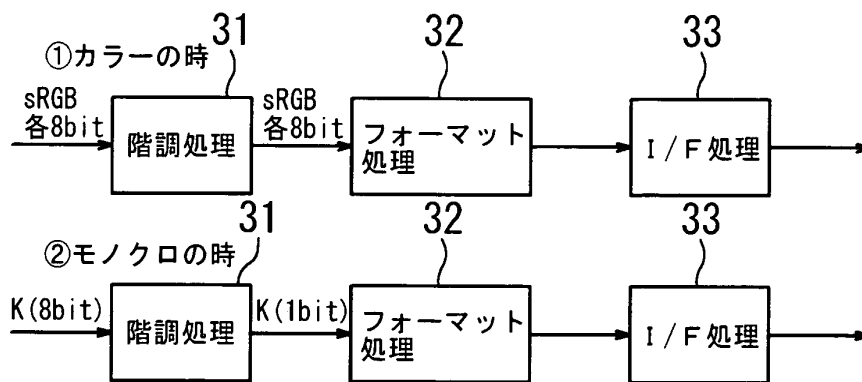 31
32
33
①カラーの時
sRGB
各8bit
階調処理
sRGB
各8bit
フォーマット
処理
I/F処理
31
32
33
②モノクロの時
K(8bit)
階調処理
K(1bit)
フォーマット
処理
I/F処理